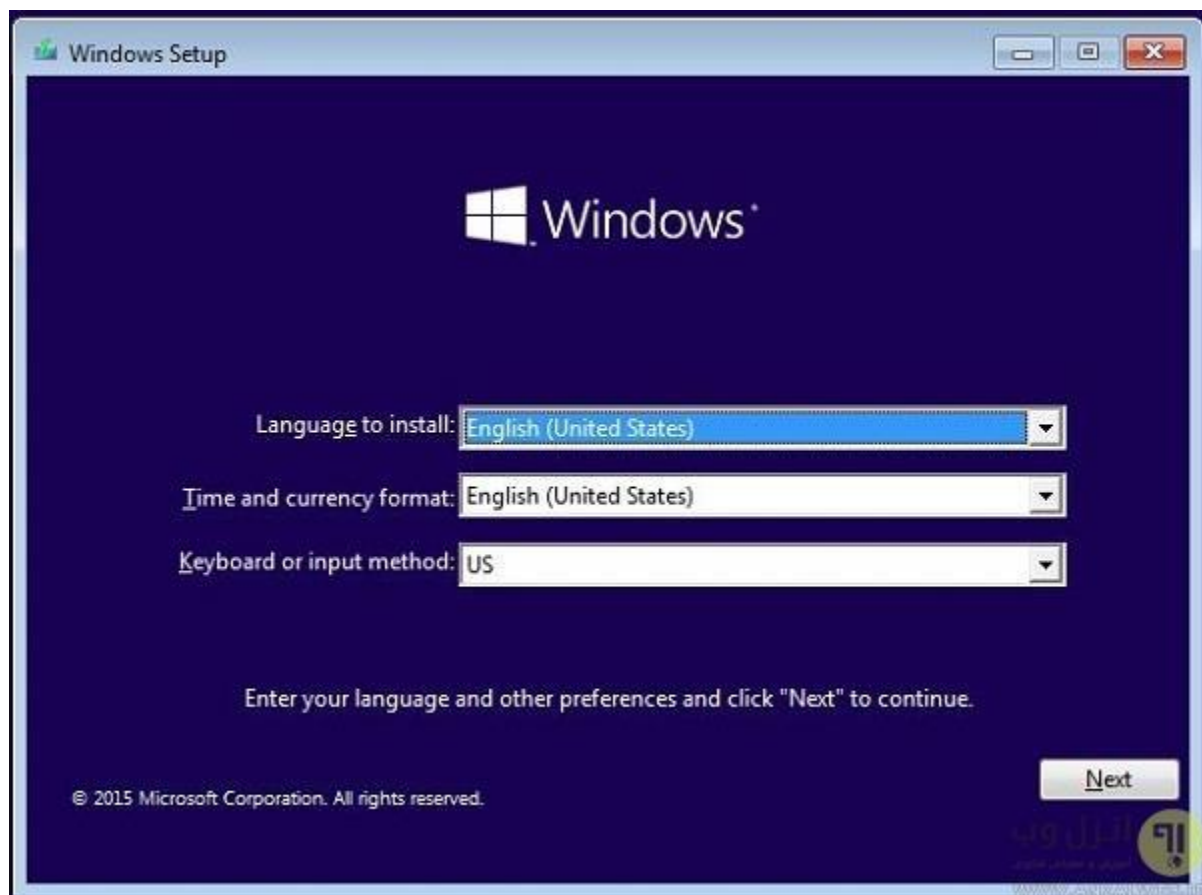 Windows Setup
Windows
Language to install: English (United States)
Time and currency format: English (United States)
Keyboard or input method: US
Enter your language and other preferences and click "Next" to continue.
Next
© 2015 Microsoft Corporation. All rights reserved.
انزل وب